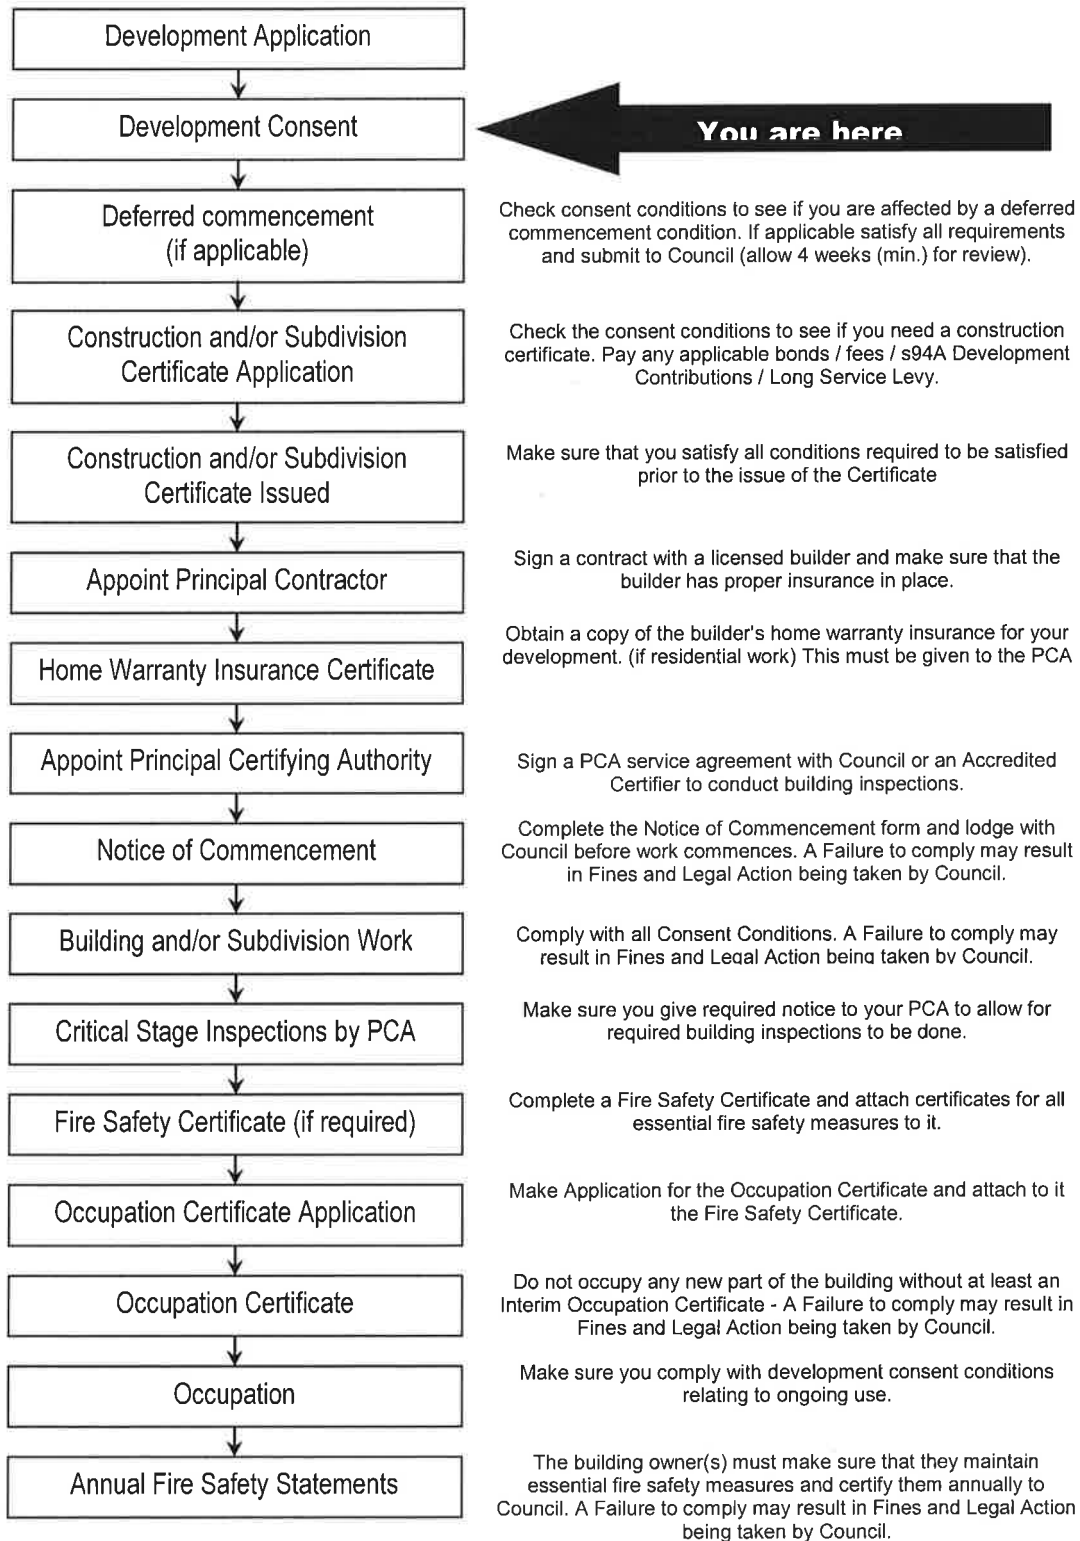 Development Application
Development Consent
You are here
Deferred commencement
(if applicable)
Check consent conditions to see if you are affected by a deferred
commencement condition. If applicable satisfy all requirements
and submit to Council (allow 4 weeks (min.) for review).
Construction and/or Subdivision
Certificate Application
Check the consent conditions to see if you need a construction
certificate. Pay any applicable bonds / fees / s94A Development
Contributions / Long Service Levy.
Construction and/or Subdivision
Certificate Issued
Make sure that you satisfy all conditions required to be satisfied
prior to the issue of the Certificate
Appoint Principal Contractor
Sign a contract with a licensed builder and make sure that the
builder has proper insurance in place.
Home Warranty Insurance Certificate
Obtain a copy of the builder's home warranty insurance for your
development. (if residential work) This must be given to the PCA
Appoint Principal Certifying Authority
Sign a PCA service agreement with Council or an Accredited
Certifier to conduct building inspections.
Notice of Commencement
Complete the Notice of Commencement form and lodge with
Council before work commences. A Failure to comply may result
in Fines and Legal Action being taken by Council.
Building and/or Subdivision Work
Comply with all Consent Conditions. A Failure to comply may
result in Fines and Legal Action being taken by Council.
Critical Stage Inspections by PCA
Make sure you give required notice to your PCA to allow for
required building inspections to be done.
Fire Safety Certificate (if required)
Complete a Fire Safety Certificate and attach certificates for all
essential fire safety measures to it.
Occupation Certificate Application
Make Application for the Occupation Certificate and attach to it
the Fire Safety Certificate.
Occupation Certificate
Do not occupy any new part of the building without at least an
Interim Occupation Certificate - A Failure to comply may result in
Fines and Legal Action being taken by Council.
Occupation
Make sure you comply with development consent conditions
relating to ongoing use.
Annual Fire Safety Statements
The building owner(s) must make sure that they maintain
essential fire safety measures and certify them annually to
Council. A Failure to comply may result in Fines and Legal Action
being taken by Council.